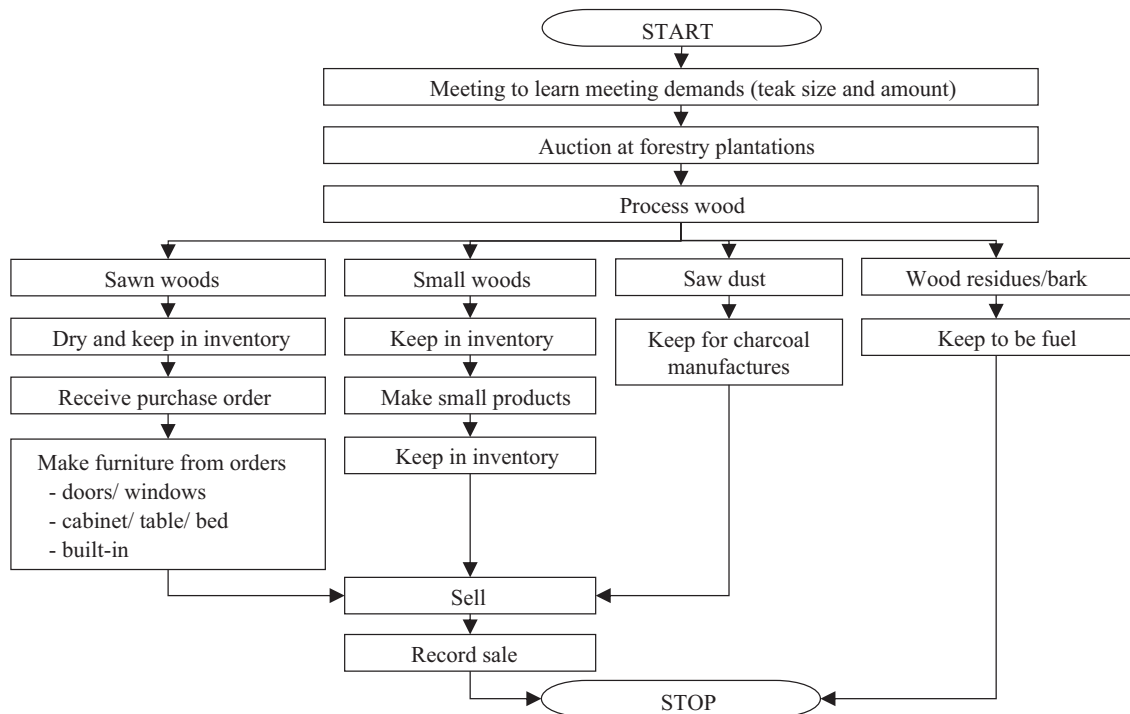 START
Meeting to learn meeting demands (teak size and amount)
Auction at forestry plantations
Process wood
Sawn woods
Dry and keep in inventory
Receive purchase order
Make furniture from orders
- doors/ windows
- cabinet/ table/ bed
- built-in
Small woods
Keep in inventory
Make small products
Keep in inventory
Saw dust
Keep for charcoal
manufactures
Wood residues/bark
Keep to be fuel
Sell
Record sale
STOP